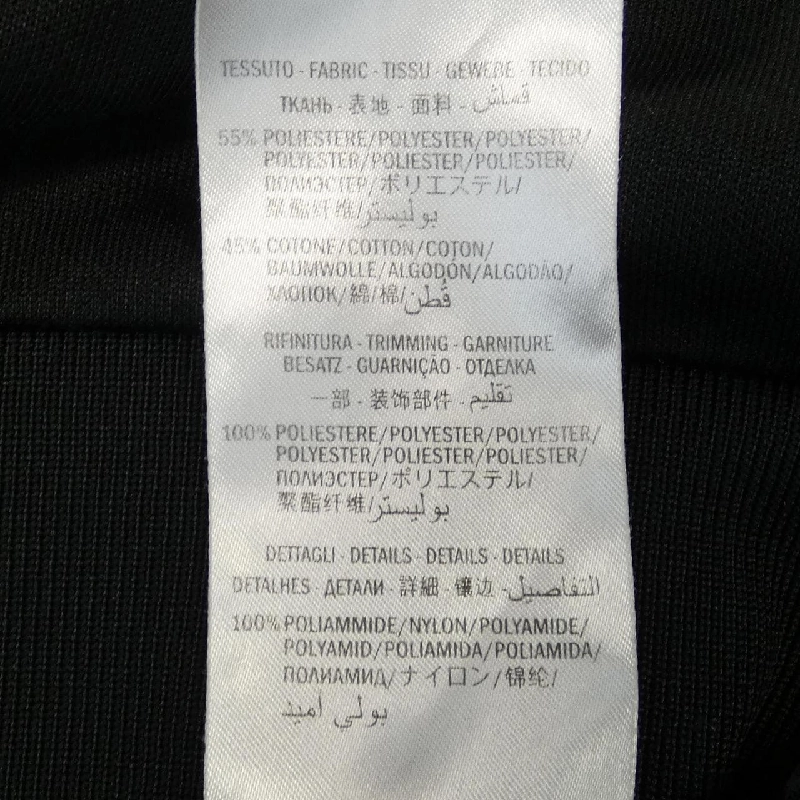 TESSUTO - FABRIC - TISSU - GEWEBE - TECIDO
ТКАНЬ - 表地 - 面料 - قماش
55% POLIESTERE/POLYESTER/POLYESTER/
POLYESTER/POLIESTER/POLIESTER/
ПОЛИЭСТЕР/ポリエステル/
聚酯纤维/بوليستر
45% COTONE/COTTON/COTON/
BAUMWOLLE/ALGODÓN/ALGODÃO/
ХЛОПОК/綿/棉/قُطن
RIFINITURA - TRIMMING - GARNITURE
BESATZ - GUARNIÇÃO - ОТДЕЛКА
一部 - 装饰部件 - تقليم
100% POLIESTERE/POLYESTER/POLYESTER/
POLYESTER/POLIESTER/POLIESTER/
ПОЛИЭСТЕР/ポリエステル/
聚酯纤维/بوليستر
DETTAGLI - DETAILS - DETAILS - DETAILS
DETALHES - ДЕТАЛИ - 詳細 - 镶边 - التفاصيل
100% POLIAMMIDE/NYLON/POLYAMIDE/
POLYAMID/POLIAMIDA/POLIAMIDA/
ПОЛИАМИД/ナイロン/锦纶/
بولي أميند